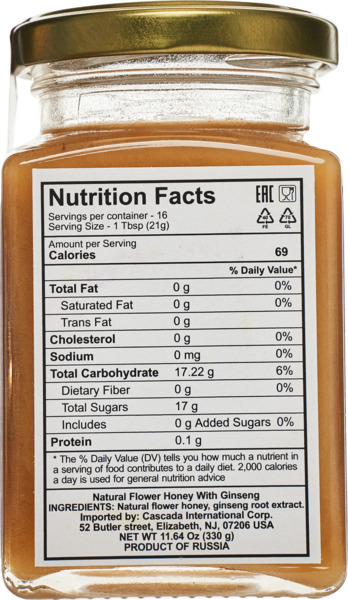 Nutrition Facts
EAC
Servings per container - 16
Serving Size - 1 Tbsp (21g)
FE GL
Amount per Serving
Calories 69
% Daily Value*
Total Fat 0 g 0%
Saturated Fat 0 g 0%
Trans Fat 0 g
Cholesterol 0 g 0%
Sodium 0 mg 0%
Total Carbohydrate 17.22 g 6%
Dietary Fiber 0 g 0%
Total Sugars 17 g
Includes 0 g Added Sugars 0%
Protein 0.1 g
* The % Daily Value (DV) tells you how much a nutrient in
a serving of food contributes to a daily diet. 2,000 calories
a day is used for general nutrition advice
Natural Flower Honey With Ginseng
INGREDIENTS: Natural flower honey, ginseng root extract.
Imported by: Cascada International Corp.
52 Butler street, Elizabeth, NJ, 07206 USA
NET WT 11.64 Oz (330 g)
PRODUCT OF RUSSIA